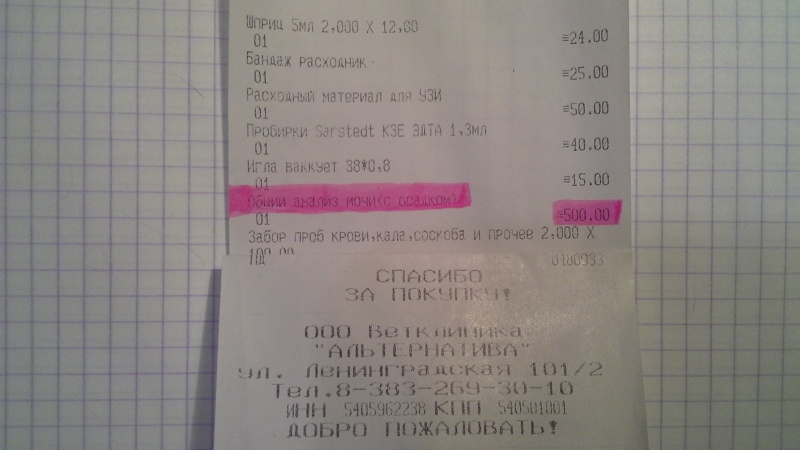 Шприц 5мл 2,000 X 12,00
01 =24.00
Бандаж расходник
01 =25.00
Расходный материал для УЗИ
01 =50.00
Пробирки Sarstedt КЗЕ ЭДТА 1,3мл
01 =40.00
Игла ваккует 38*0,8
01 =15.00
Общий анализ мочи(с осадком)
01 =500.00
Забор проб крови,кала,соскоба и прочее 2,000 X
0480933
СПАСИБО
ЗА ПОКУПКУ!
ООО Ветклиника
"АЛЬТЕРНАТИВА"
ул. Ленинградская 101/2
Тел.8-383-269-30-10
ИНН 5405962238 КПП 540501001
ДОБРО ПОЖАЛОВАТЬ!